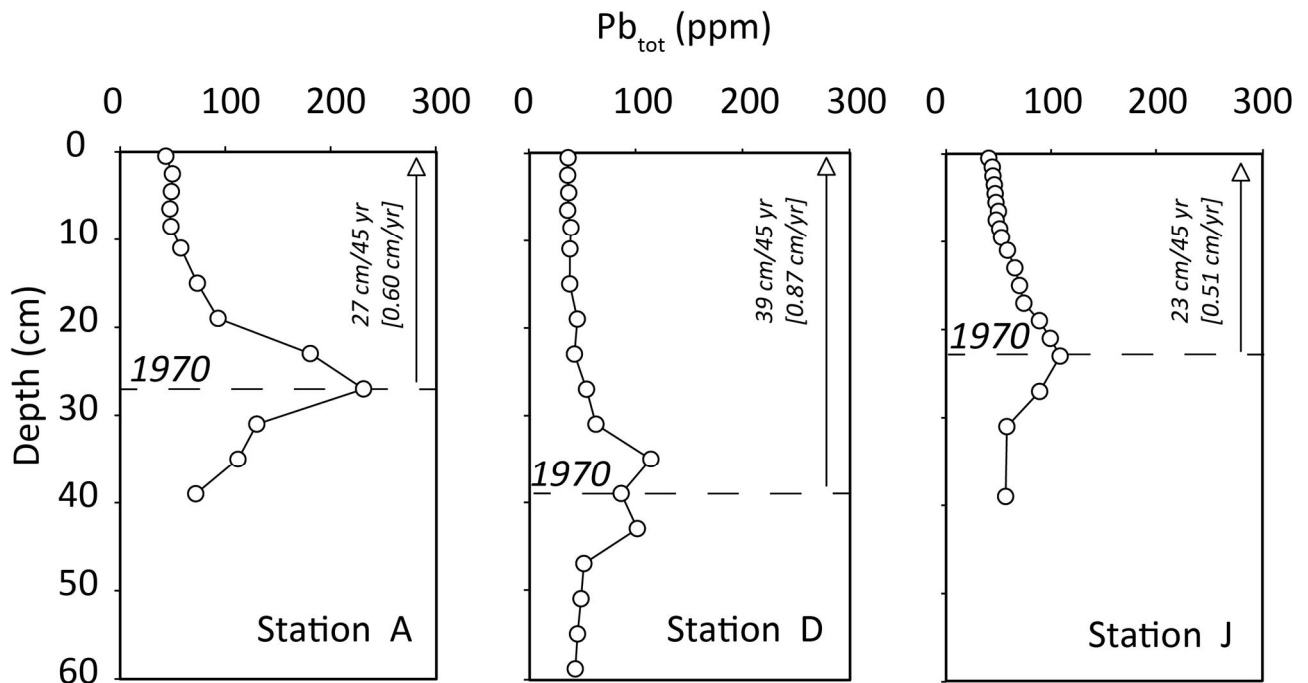 Pbtot (ppm)
0 100 200 300
0 100 200 300
0 100 200 300
Depth (cm)
0
10
20
30
40
50
60
27 cm/45 yr
[0.60 cm/yr]
1970
Station A
39 cm/45 yr
[0.87 cm/yr]
1970
Station D
23 cm/45 yr
[0.51 cm/yr]
1970
Station J